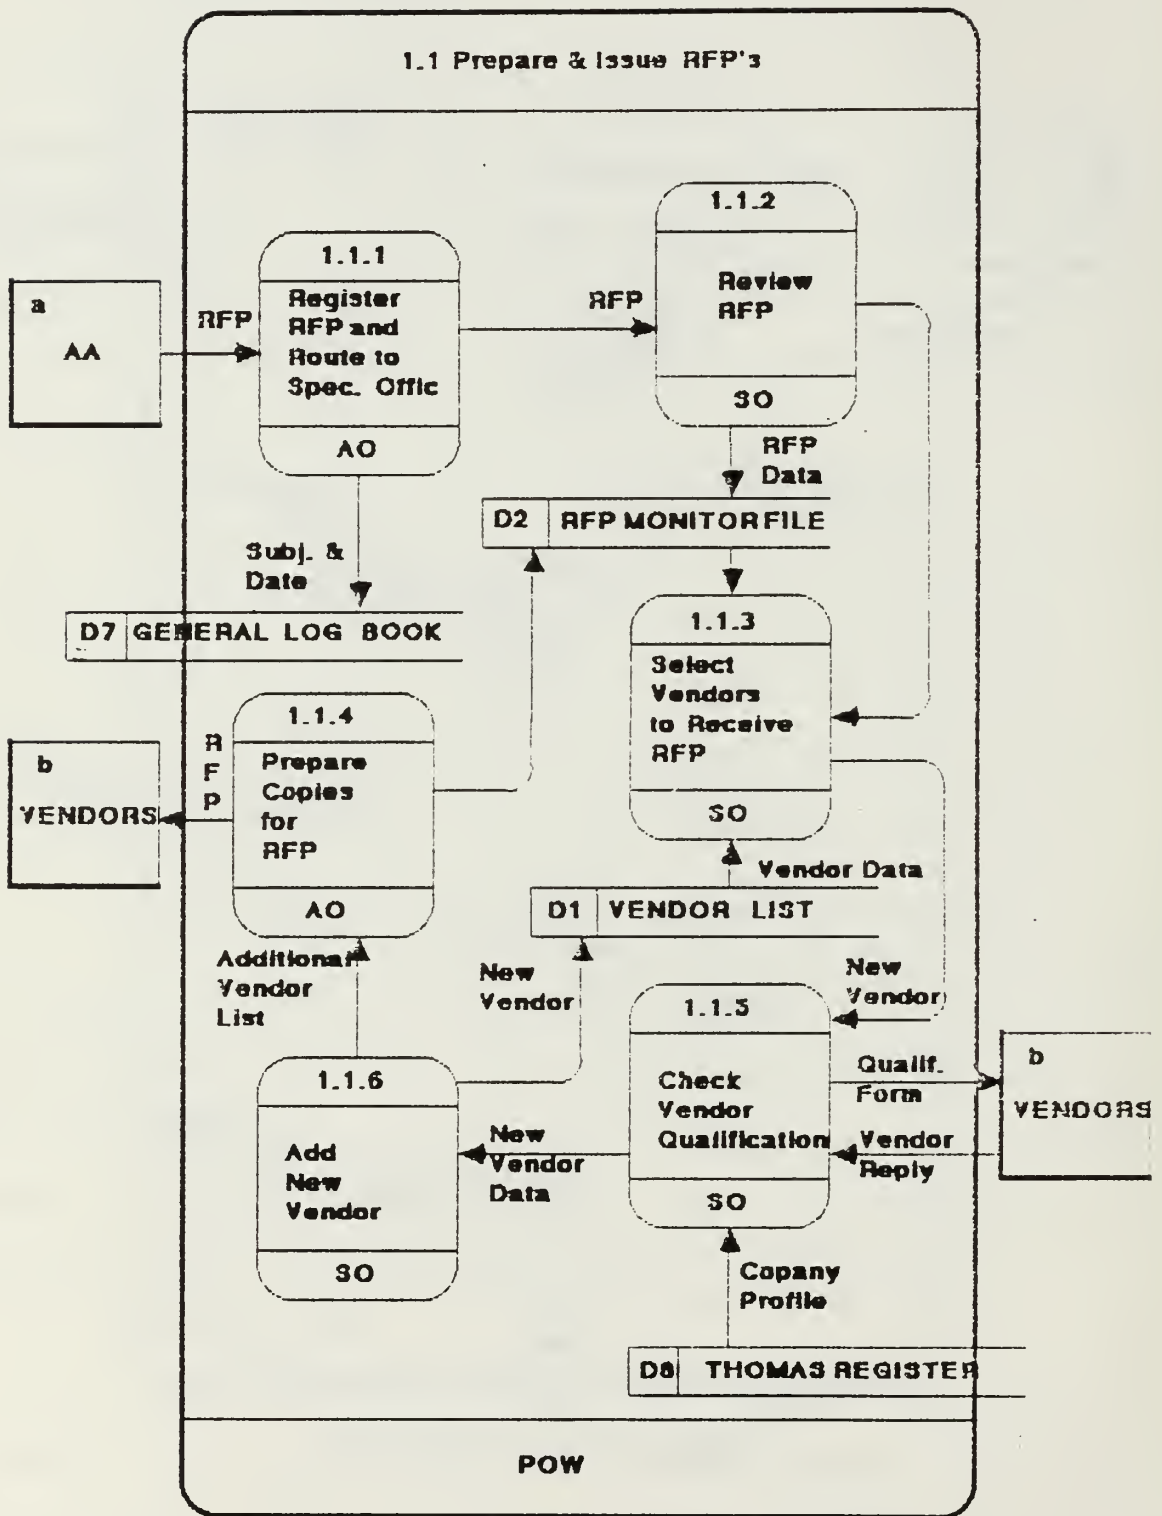 1.1 Prepare & Issue RFP's
1.1.2
Review
RFP
SO
1.1.1
Register
RFP and
Route to
Spec. Offic
AO
a
AA
RFP
RFP
RFP
Data
D2 RFP MONITOR FILE
Subj. &
Date
D7 GENERAL LOG BOOK
1.1.3
Select
Vendors
to Receive
RFP
SO
1.1.4
Prepare
Copies
for
RFP
AO
R
F
P
b
VENDORS
Vendor Data
D1 VENDOR LIST
Additional
Vendor
List
New
Vendor
New
Vendor
1.1.5
Check
Vendor
Qualification
SO
Qualif.
Form
Vendor
Reply
b
VENDORS
1.1.6
Add
New
Vendor
SO
New
Vendor
Data
Copany
Profile
D8 THOMAS REGISTER
POW